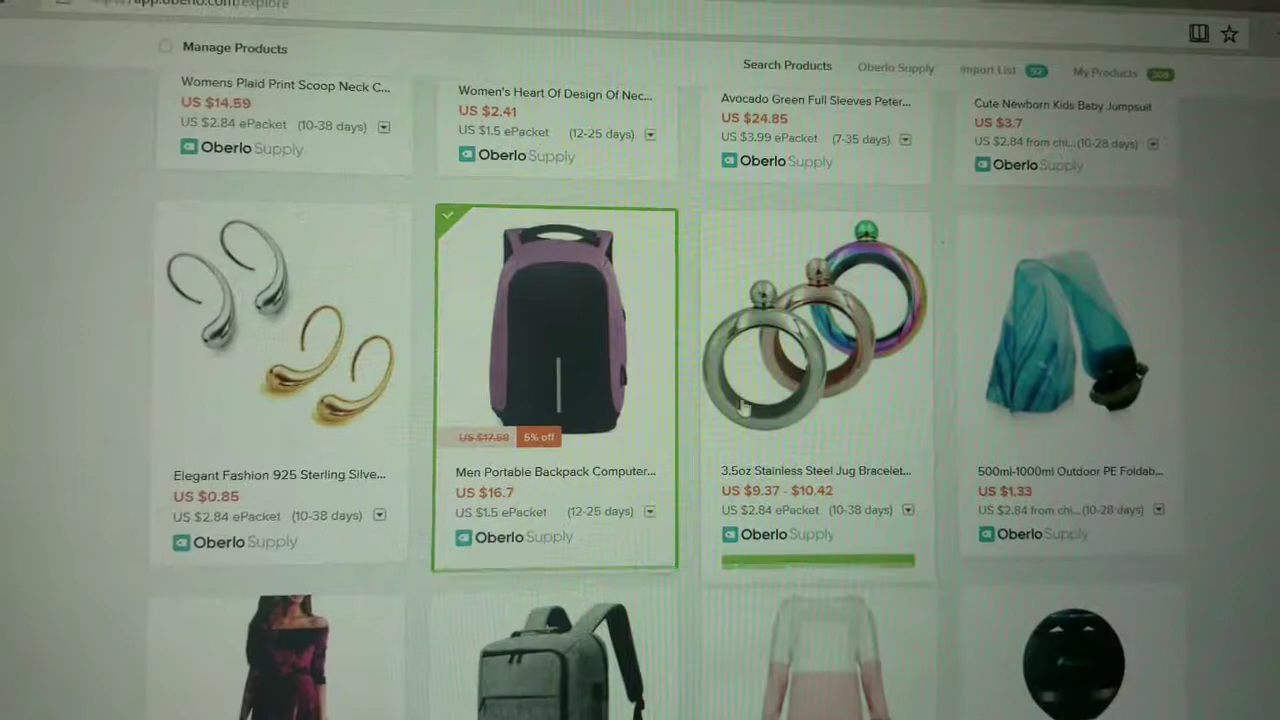 app.oberlo.com/explore
Manage Products
Search Products
Oberlo Supply
Import List
My Products
Womens Plaid Print Scoop Neck C...
US $14.59
US $2.84 ePacket (10-38 days)
Oberlo Supply
Women's Heart Of Design Of Nec...
US $2.41
US $1.5 ePacket (12-25 days)
Oberlo Supply
Avocado Green Full Sleeves Peter...
US $24.85
US $3.99 ePacket (7-35 days)
Oberlo Supply
Cute Newborn Kids Baby Jumpsuit
US $3.7
US $2.84 from chi... (10-28 days)
Oberlo Supply
Elegant Fashion 925 Sterling Silve...
US $0.85
US $2.84 ePacket (10-38 days)
Oberlo Supply
US $17.58 5% off
Men Portable Backpack Computer...
US $16.7
US $1.5 ePacket (12-25 days)
Oberlo Supply
3.5oz Stainless Steel Jug Bracelet...
US $9.37 - $10.42
US $2.84 ePacket (10-38 days)
Oberlo Supply
500ml-1000ml Outdoor PE Foldab...
US $1.33
US $2.84 from chi... (10-28 days)
Oberlo Supply